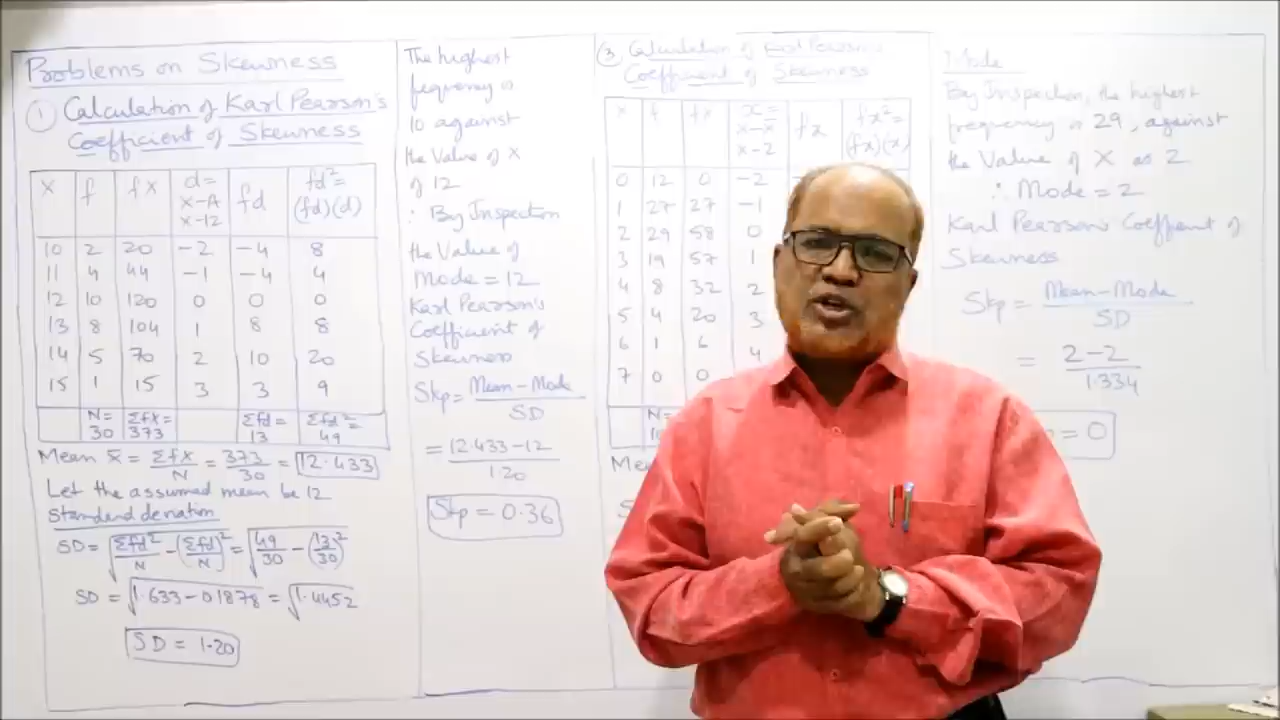 Problems on Skewness
① Calculation of Karl Pearson's
Coefficient of Skewness
X f fX d= fd fd²=
X-A (fd)(d)
X-12
10 2 20 -2 -4 8
11 4 44 -1 -4 4
12 10 120 0 0 0
13 8 104 1 8 8
14 5 70 2 10 20
15 1 15 3 3 9
N= ΣfX= Σfd= Σfd²=
30 373 13 49
Mean X̄ = ΣfX/N = 373/30 = 12.433
Let the assumed mean be 12
Standard deviation
SD = √(Σfd²/N - (Σfd/N)²) = √(49/30 - (13/30)²)
SD = √(1.633-0.1878) = √1.4452
SD = 1.20
The highest
frequency is
10 against
the Value of X
of 12
∴ By Inspection
the Value of
Mode = 12
Karl Pearson's
Coefficient of
Skewness
Skp = Mean-Mode/SD
= 12.433-12/1.20
Skp = 0.36
③ Calculation of Karl Pearson's
Coefficient of Skewness
X f fX x= fx fx²=
X-X̄ (fx)(x)
X-2
0 12 0 -2
1 27 27 -1
2 29 58 0
3 19 57 1
4 8 32 2
5 4 20 3
6 1 6 4
7 0 0
N=
Mode
By Inspection, the highest
frequency is 29, against
the Value of X as 2
∴ Mode = 2
Karl Pearson's Coefficient of
Skewness
Skp = Mean-Mode/SD
= 2-2/1.334
= 0